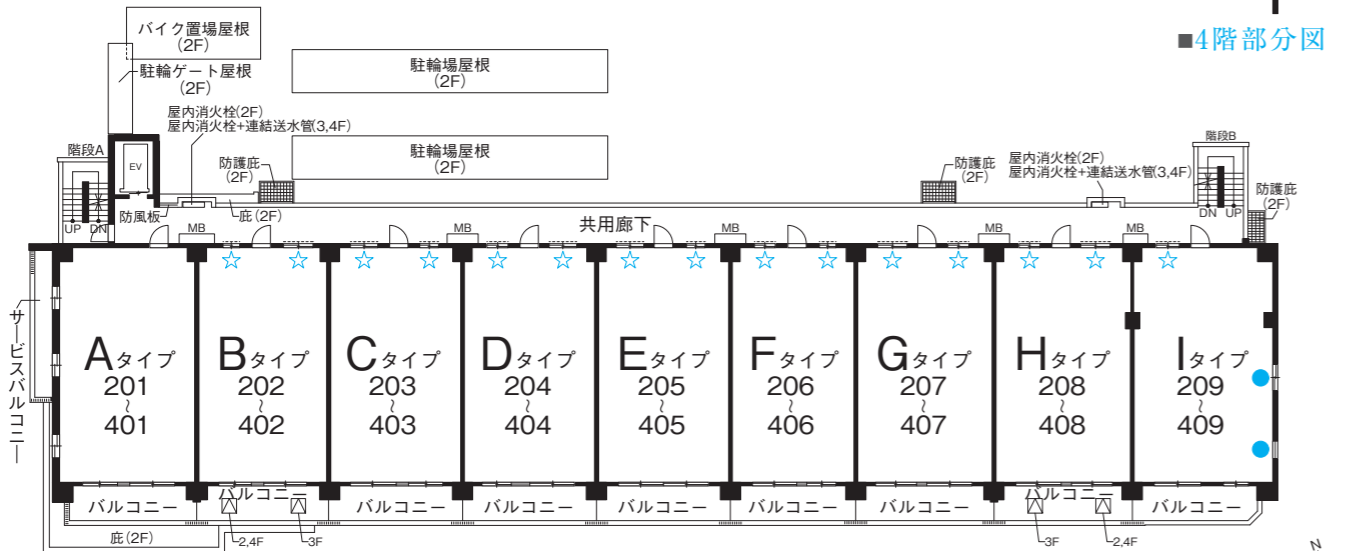 ■4階部分図
バイク置場屋根
(2F)
駐輪ゲート屋根
(2F)
駐輪場屋根
(2F)
屋内消火栓(2F)
屋内消火栓+連結送水管(3,4F)
階段A
EV
防護庇
(2F)
駐輪場屋根
(2F)
防護庇
(2F)
屋内消火栓(2F)
屋内消火栓+連結送水管(3,4F)
階段B
防護庇
(2F)
UP DN
防風板
庇(2F)
共用廊下
DN UP
MB
MB
MB
MB
MB
サービスバルコニー
Aタイプ
201
~
401
Bタイプ
202
~
402
Cタイプ
203
~
403
Dタイプ
204
~
404
Eタイプ
205
~
405
Fタイプ
206
~
406
Gタイプ
207
~
407
Hタイプ
208
~
408
Iタイプ
209
~
409
バルコニー
バルコニー
バルコニー
バルコニー
バルコニー
バルコニー
バルコニー
バルコニー
バルコニー
庇(2F)
2,4F
3F
3F
2,4F
N